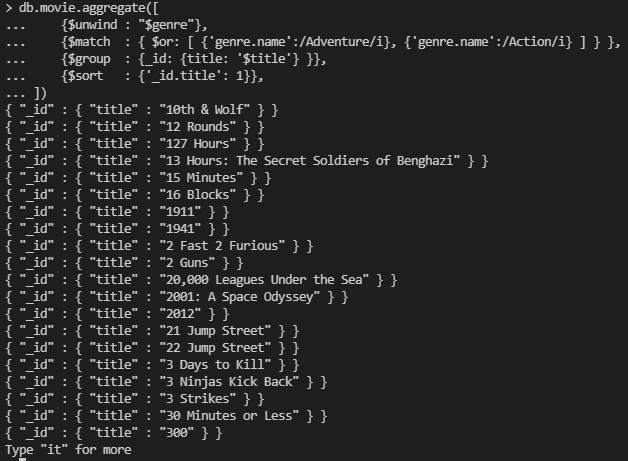 > db.movie.aggregate([
...     {$unwind : "$genre"},
...     {$match  : { $or: [ {'genre.name':/Adventure/i}, {'genre.name':/Action/i} ] } },
...     {$group  : {_id: {title: '$title'} }},
...     {$sort   : {'_id.title': 1}},
... ])
{ "_id" : { "title" : "10th & Wolf" } }
{ "_id" : { "title" : "12 Rounds" } }
{ "_id" : { "title" : "127 Hours" } }
{ "_id" : { "title" : "13 Hours: The Secret Soldiers of Benghazi" } }
{ "_id" : { "title" : "15 Minutes" } }
{ "_id" : { "title" : "16 Blocks" } }
{ "_id" : { "title" : "1911" } }
{ "_id" : { "title" : "1941" } }
{ "_id" : { "title" : "2 Fast 2 Furious" } }
{ "_id" : { "title" : "2 Guns" } }
{ "_id" : { "title" : "20,000 Leagues Under the Sea" } }
{ "_id" : { "title" : "2001: A Space Odyssey" } }
{ "_id" : { "title" : "2012" } }
{ "_id" : { "title" : "21 Jump Street" } }
{ "_id" : { "title" : "22 Jump Street" } }
{ "_id" : { "title" : "3 Days to Kill" } }
{ "_id" : { "title" : "3 Ninjas Kick Back" } }
{ "_id" : { "title" : "3 Strikes" } }
{ "_id" : { "title" : "30 Minutes or Less" } }
{ "_id" : { "title" : "300" } }
Type "it" for more